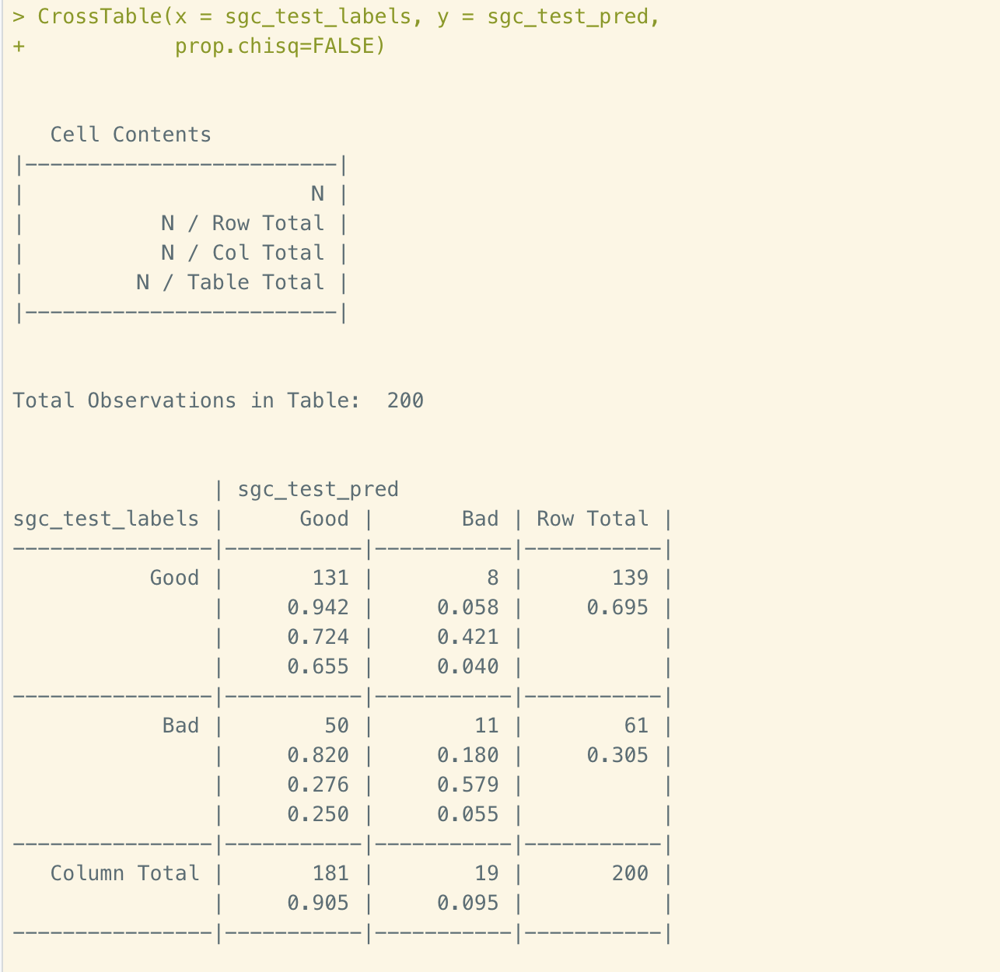 > CrossTable(x = sgc_test_labels, y = sgc_test_pred,
+            prop.chisq=FALSE)
   Cell Contents
|-------------------------|
|                       N |
|           N / Row Total |
|           N / Col Total |
|         N / Table Total |
|-------------------------|
Total Observations in Table:  200
                | sgc_test_pred
sgc_test_labels |      Good |       Bad | Row Total |
----------------|-----------|-----------|-----------|
           Good |       131 |         8 |       139 |
                |     0.942 |     0.058 |     0.695 |
                |     0.724 |     0.421 |           |
                |     0.655 |     0.040 |           |
----------------|-----------|-----------|-----------|
            Bad |        50 |        11 |        61 |
                |     0.820 |     0.180 |     0.305 |
                |     0.276 |     0.579 |           |
                |     0.250 |     0.055 |           |
----------------|-----------|-----------|-----------|
   Column Total |       181 |        19 |       200 |
                |     0.905 |     0.095 |           |
----------------|-----------|-----------|-----------|